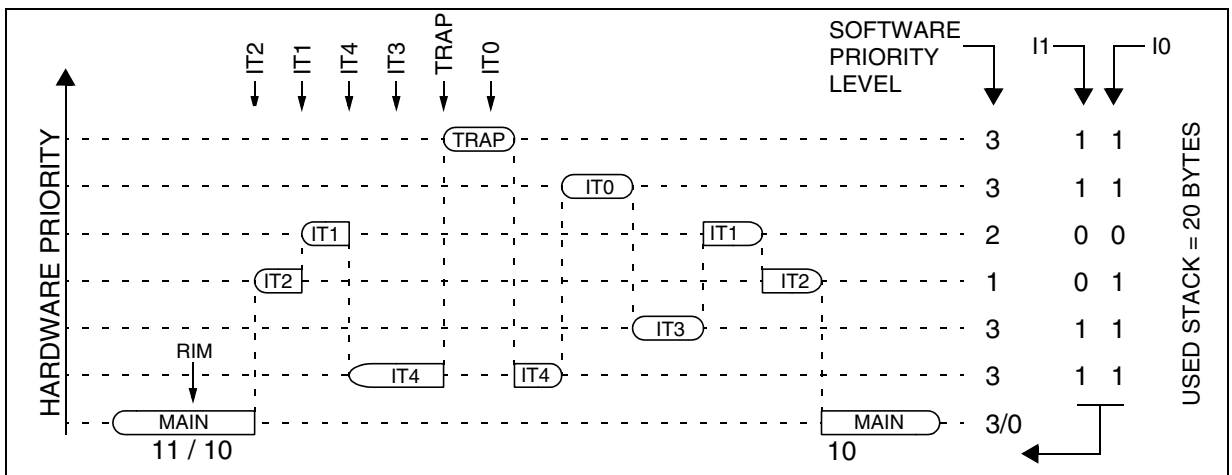 IT2
IT1
IT4
IT3
TRAP
IT0
SOFTWARE
PRIORITY
LEVEL
I1
I0
HARDWARE PRIORITY
TRAP
3
1 1
IT0
3
1 1
IT1
IT1
2
0 0
IT2
IT2
1
0 1
IT3
3
1 1
RIM
IT4
IT4
3
1 1
MAIN
MAIN
3/0
11 / 10
10
USED STACK = 20 BYTES